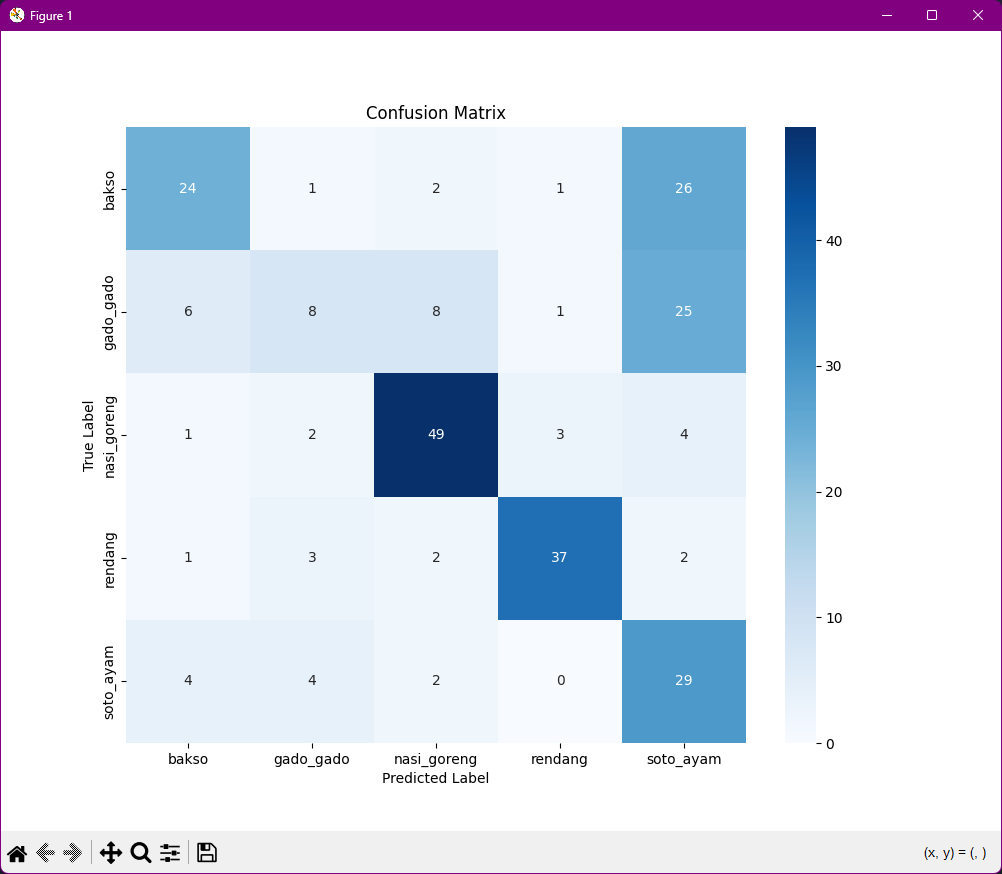 Figure 1
Confusion Matrix
bakso 24 1 2 1 26
gado_gado 6 8 8 1 25
nasi_goreng 1 2 49 3 4
rendang 1 3 2 37 2
soto_ayam 4 4 2 0 29
True Label
bakso gado_gado nasi_goreng rendang soto_ayam
Predicted Label
40
30
20
10
0
(x, y) = (, )